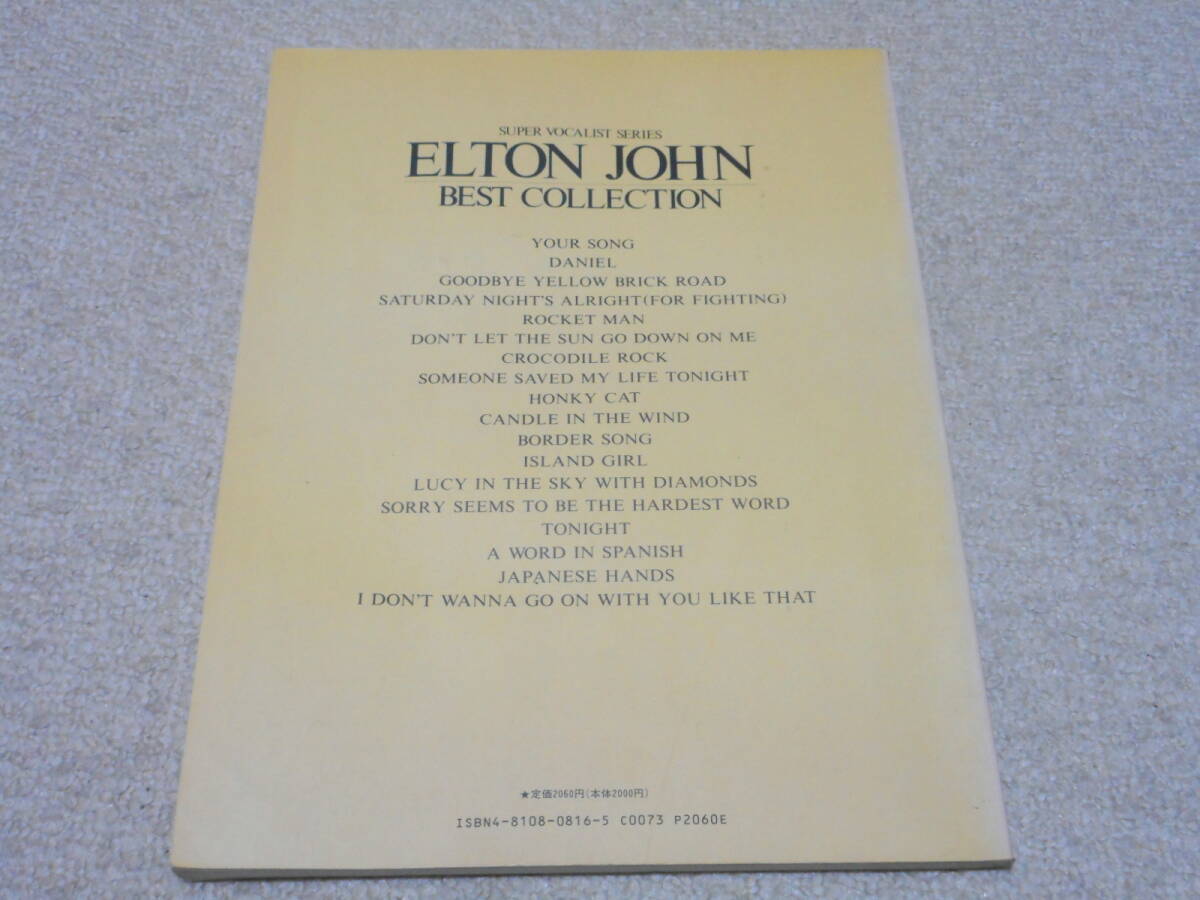 SUPER VOCALIST SERIES
ELTON JOHN
BEST COLLECTION
YOUR SONG
DANIEL
GOODBYE YELLOW BRICK ROAD
SATURDAY NIGHT'S ALRIGHT(FOR FIGHTING)
ROCKET MAN
DON'T LET THE SUN GO DOWN ON ME
CROCODILE ROCK
SOMEONE SAVED MY LIFE TONIGHT
HONKY CAT
CANDLE IN THE WIND
BORDER SONG
ISLAND GIRL
LUCY IN THE SKY WITH DIAMONDS
SORRY SEEMS TO BE THE HARDEST WORD
TONIGHT
A WORD IN SPANISH
JAPANESE HANDS
I DON'T WANNA GO ON WITH YOU LIKE THAT
★定価2060円(本体2000円)
ISBN4-8108-0816-5 C0073 P2060E